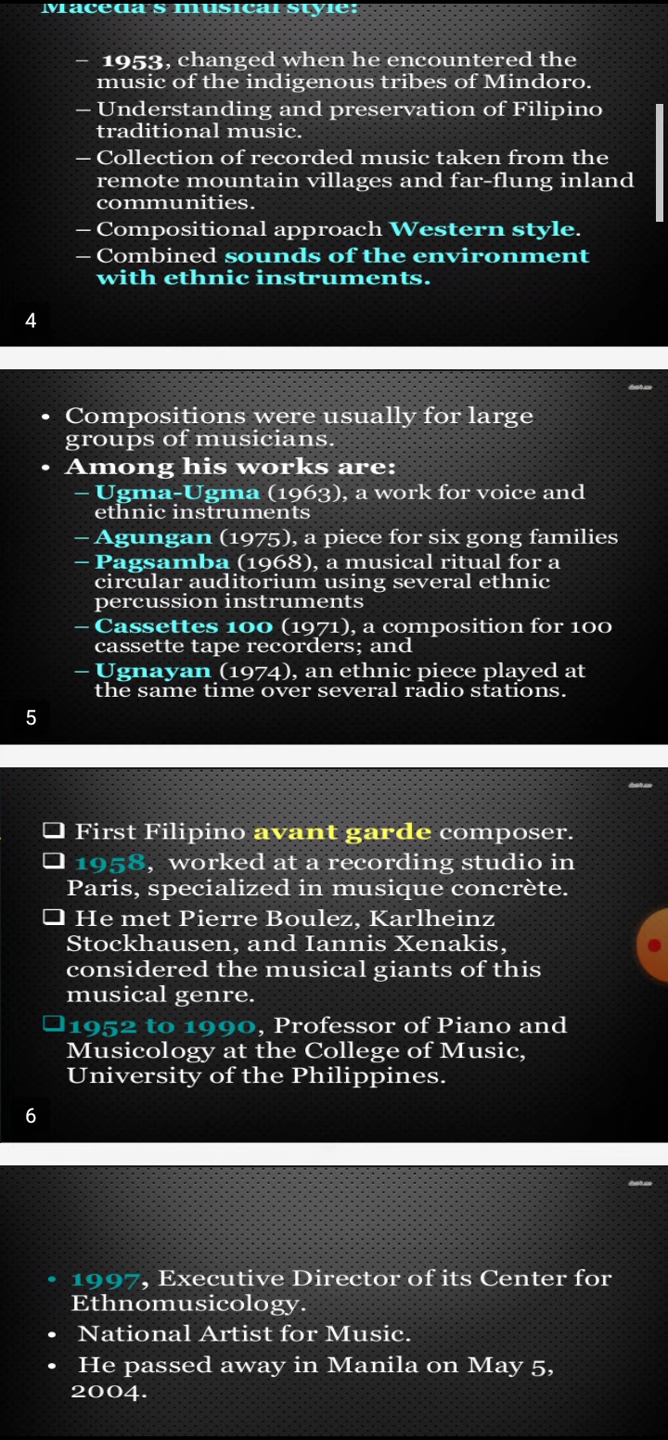 Maceda's musical style:
– 1953, changed when he encountered the
music of the indigenous tribes of Mindoro.
– Understanding and preservation of Filipino
traditional music.
– Collection of recorded music taken from the
remote mountain villages and far-flung inland
communities.
– Compositional approach Western style.
– Combined sounds of the environment
with ethnic instruments.
4
• Compositions were usually for large
groups of musicians.
• Among his works are:
– Ugma-Ugma (1963), a work for voice and
ethnic instruments
– Agungan (1975), a piece for six gong families
– Pagsamba (1968), a musical ritual for a
circular auditorium using several ethnic
percussion instruments
– Cassettes 100 (1971), a composition for 100
cassette tape recorders; and
– Ugnayan (1974), an ethnic piece played at
the same time over several radio stations.
5
❑ First Filipino avant garde composer.
❑ 1958, worked at a recording studio in
Paris, specialized in musique concrète.
❑ He met Pierre Boulez, Karlheinz
Stockhausen, and Iannis Xenakis,
considered the musical giants of this
musical genre.
❑1952 to 1990, Professor of Piano and
Musicology at the College of Music,
University of the Philippines.
6
• 1997, Executive Director of its Center for
Ethnomusicology.
• National Artist for Music.
• He passed away in Manila on May 5,
2004.